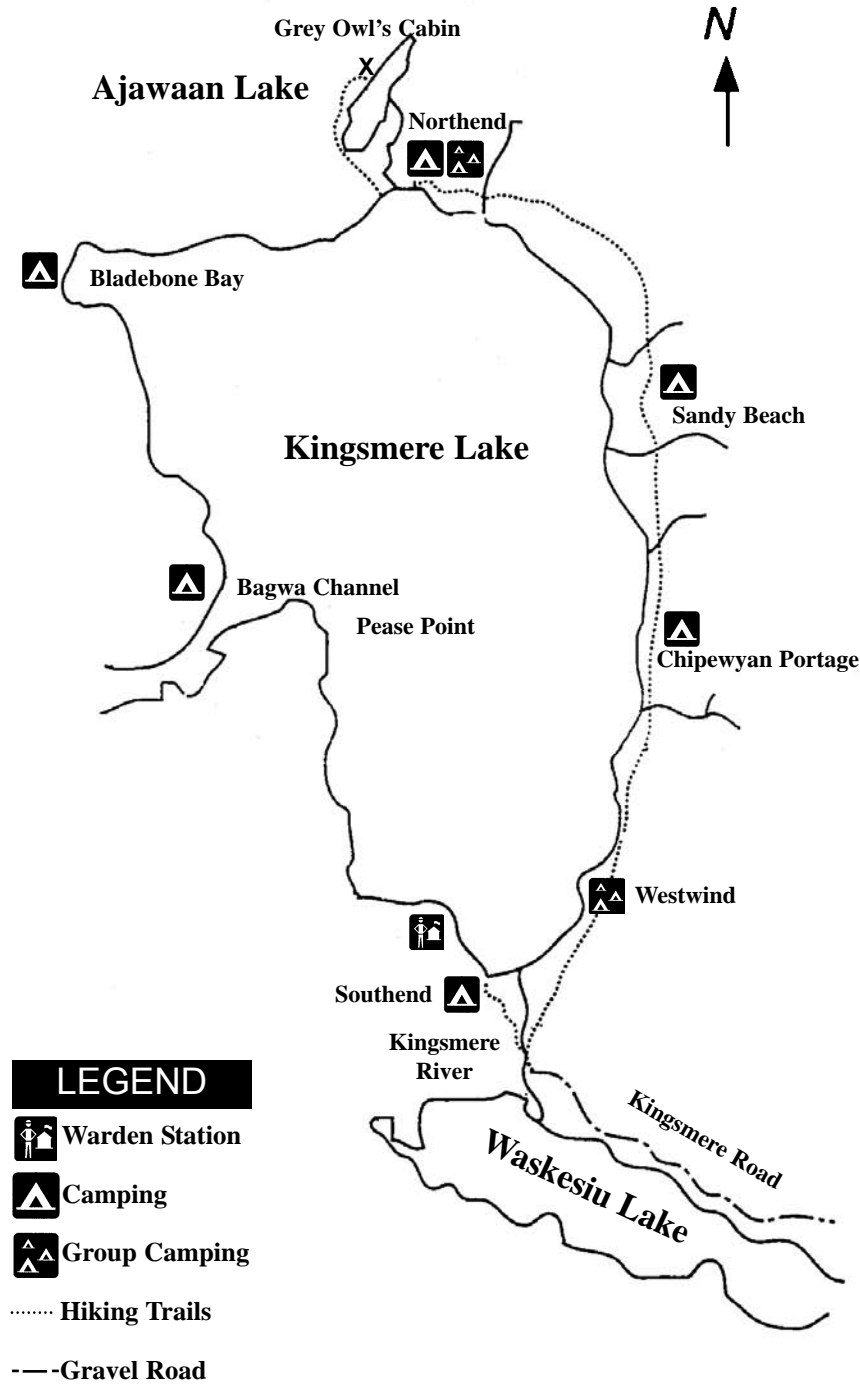 Grey Owl's Cabin
N
X
Ajawaan Lake
Northend
Bladebone Bay
Sandy Beach
Kingsmere Lake
Bagwa Channel
Pease Point
Chipewyan Portage
Westwind
Southend
Kingsmere
River
Kingsmere Road
Waskesiu Lake
LEGEND
Warden Station
Camping
Group Camping
Hiking Trails
Gravel Road